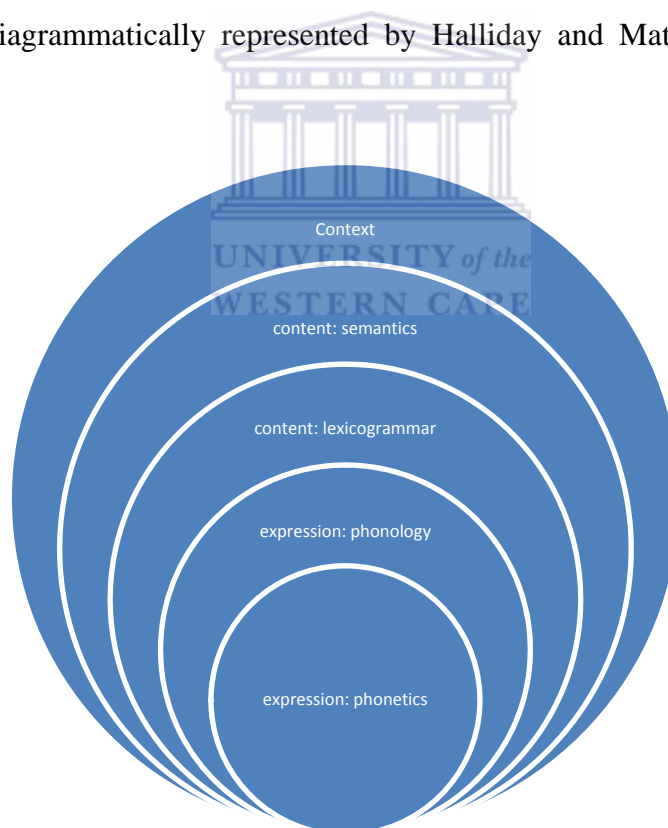 iagrammatically represented by Halliday and Mat
Context
UNIVERSITY of the
WESTERN CAPE
content: semantics
content: lexicogrammar
expression: phonology
expression: phonetics